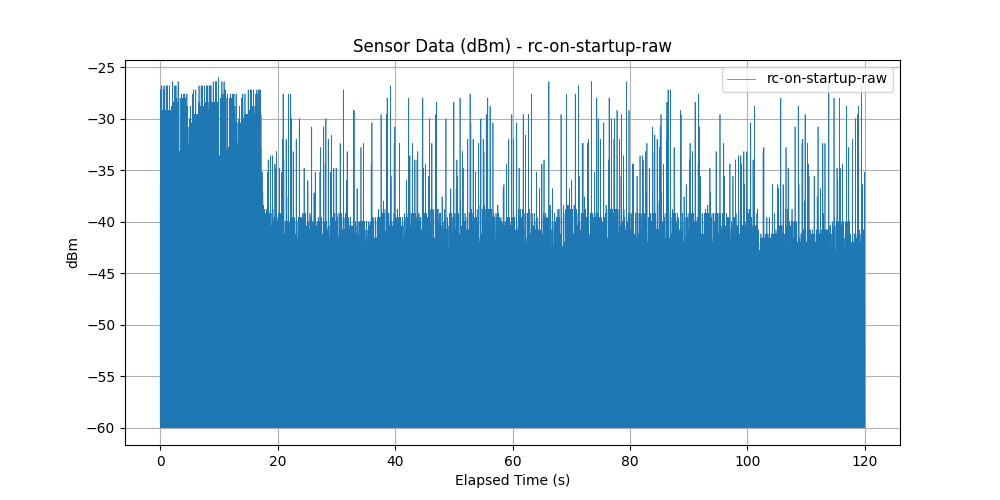 Sensor Data (dBm) - rc-on-startup-raw
rc-on-startup-raw
−25
−30
−35
−40
−45
−50
−55
−60
dBm
0 20 40 60 80 100 120
Elapsed Time (s)